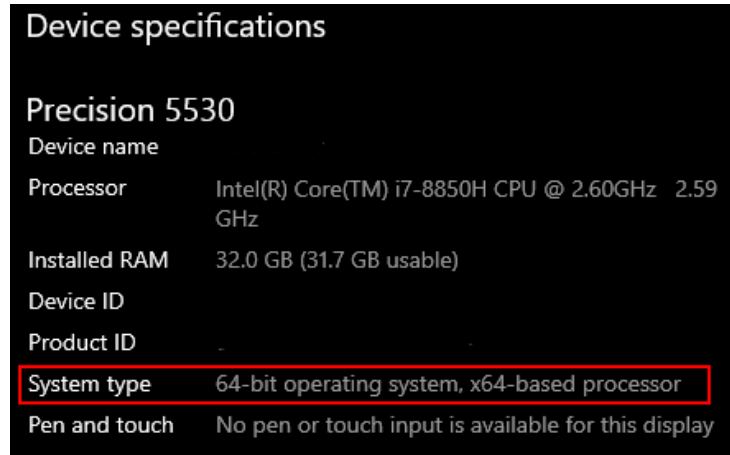 Device specifications
Precision 5530
Device name
Processor Intel(R) Core(TM) i7-8850H CPU @ 2.60GHz 2.59
GHz
Installed RAM 32.0 GB (31.7 GB usable)
Device ID
Product ID
System type 64-bit operating system, x64-based processor
Pen and touch No pen or touch input is available for this display